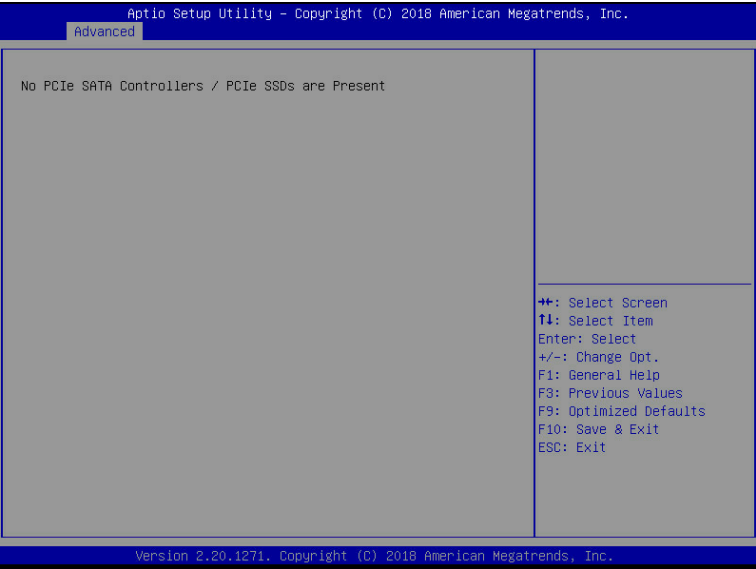 Aptio Setup Utility – Copyright (C) 2018 American Megatrends, Inc.
Advanced
No PCIe SATA Controllers / PCIe SSDs are Present
→←: Select Screen
↑↓: Select Item
Enter: Select
+/-: Change Opt.
F1: General Help
F3: Previous Values
F9: Optimized Defaults
F10: Save & Exit
ESC: Exit
Version 2.20.1271. Copyright (C) 2018 American Megatrends, Inc.